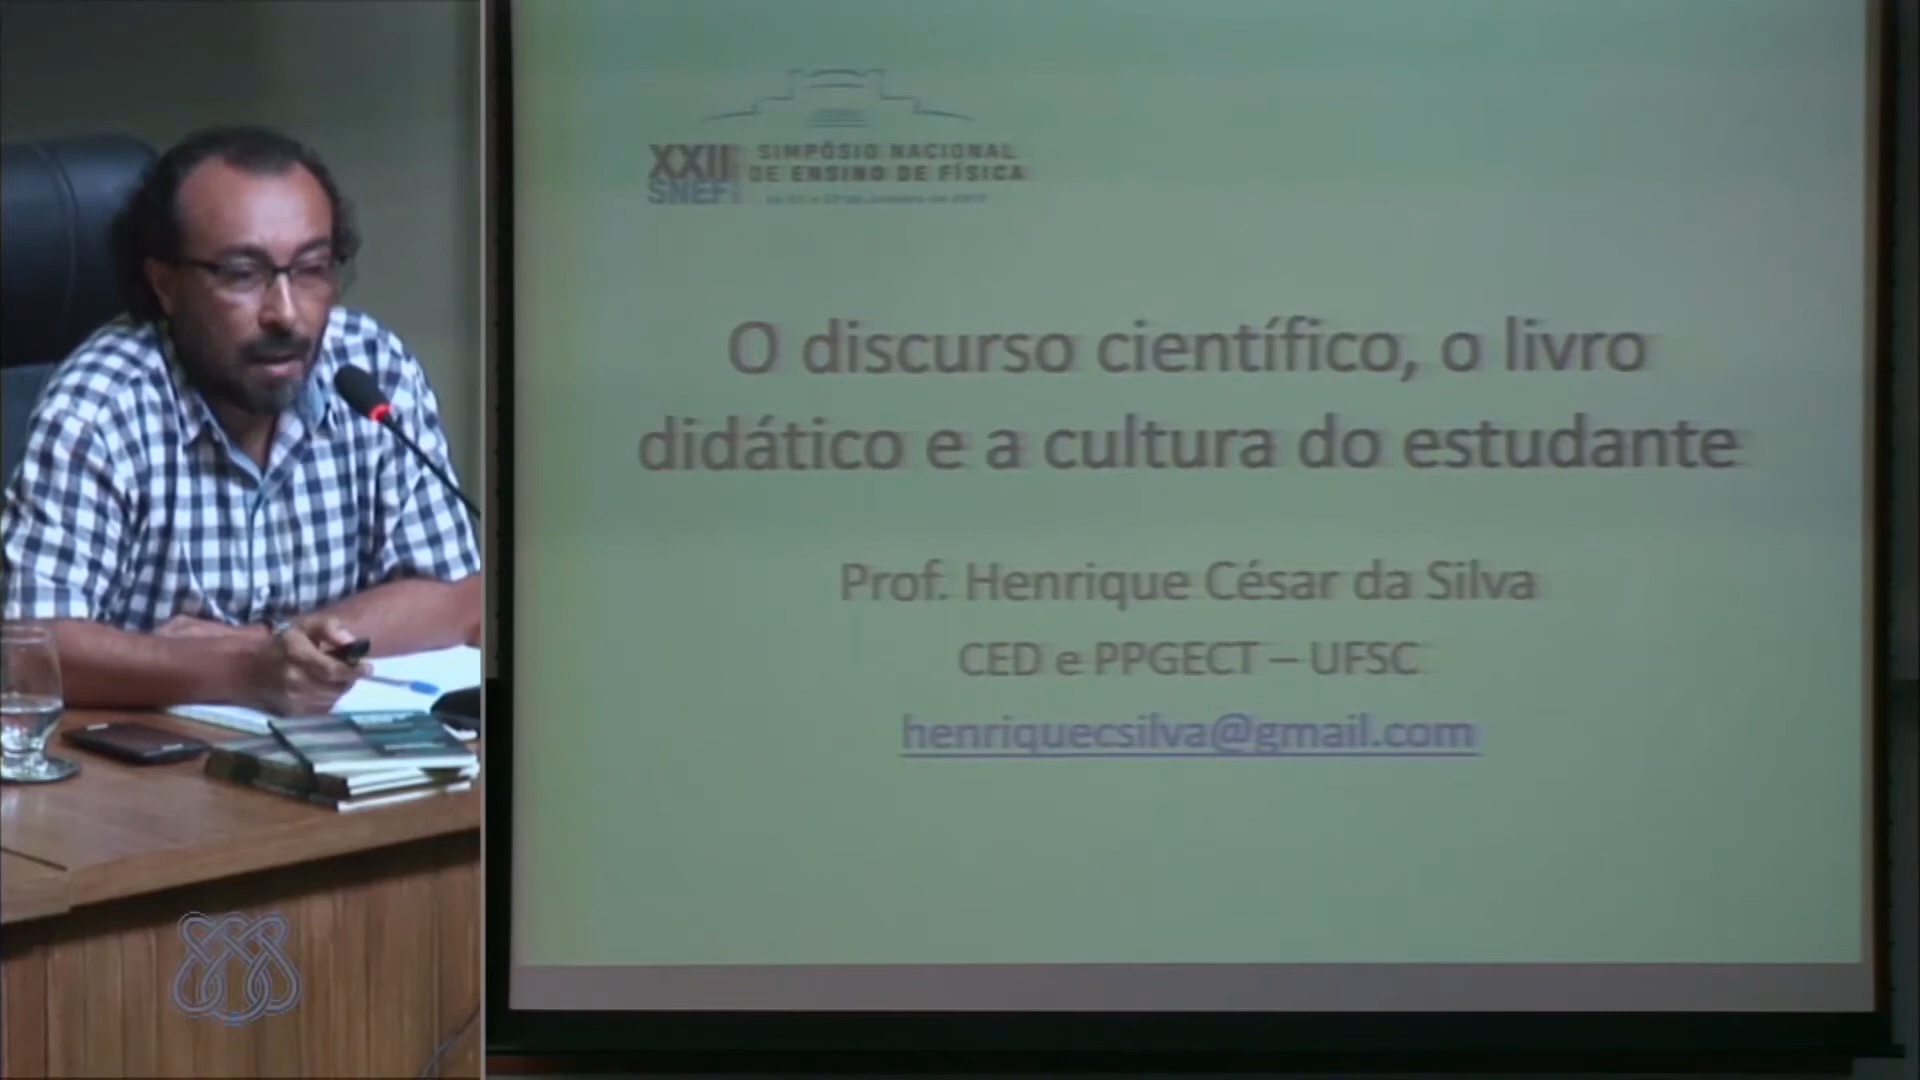 XXII SIMPÓSIO NACIONAL
SNEF DE ENSINO DE FÍSICA
O discurso científico, o livro
didático e a cultura do estudante
Prof. Henrique César da Silva
CED e PPGECT – UFSC
henriquecsilva@gmail.com